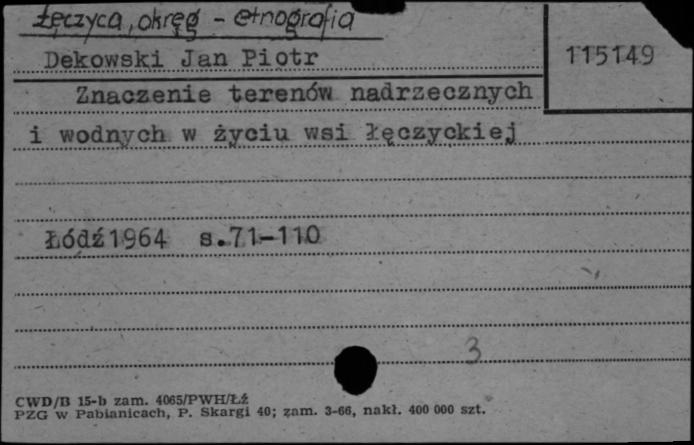 Łęczyca, okręg - etnografia
Dekowski Jan Piotr
115149
Znaczenie terenów nadrzecznych
i wodnych w życiu wsi łęczyckiej
Łódź 1964 s.71-110
3
CWD/B 15-b zam. 4065/PWH/Łź
PZG w Pabianicach, P. Skargi 40; zam. 3-66, nakł. 400 000 szt.